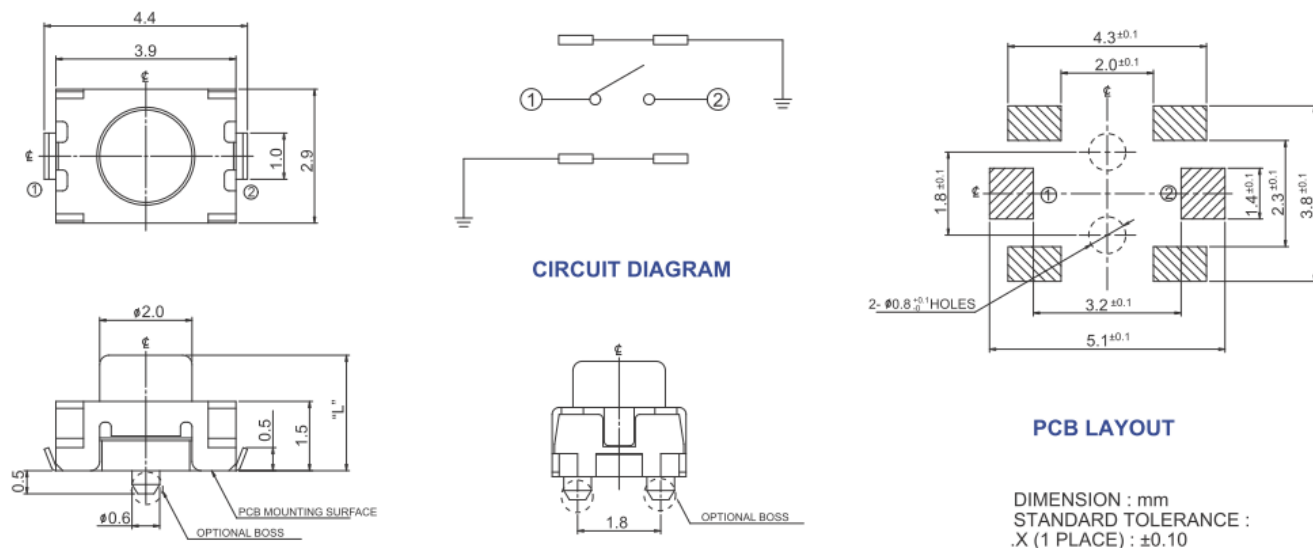 4.4
3.9
℄
℄
1.0
2.9
①
②
①
②
CIRCUIT DIAGRAM
4.3±0.1
2.0±0.1
℄
℄
①
②
1.8±0.1
1.4±0.1
2.3±0.1
3.8±0.1
2- ø0.8 +0.1 -0 HOLES
3.2±0.1
5.1±0.1
PCB LAYOUT
ø2.0
℄
"L"
0.5
1.5
0.5
ø0.6
PCB MOUNTING SURFACE
OPTIONAL BOSS
℄
1.8
OPTIONAL BOSS
DIMENSION : mm
STANDARD TOLERANCE :
.X (1 PLACE) : ±0.10